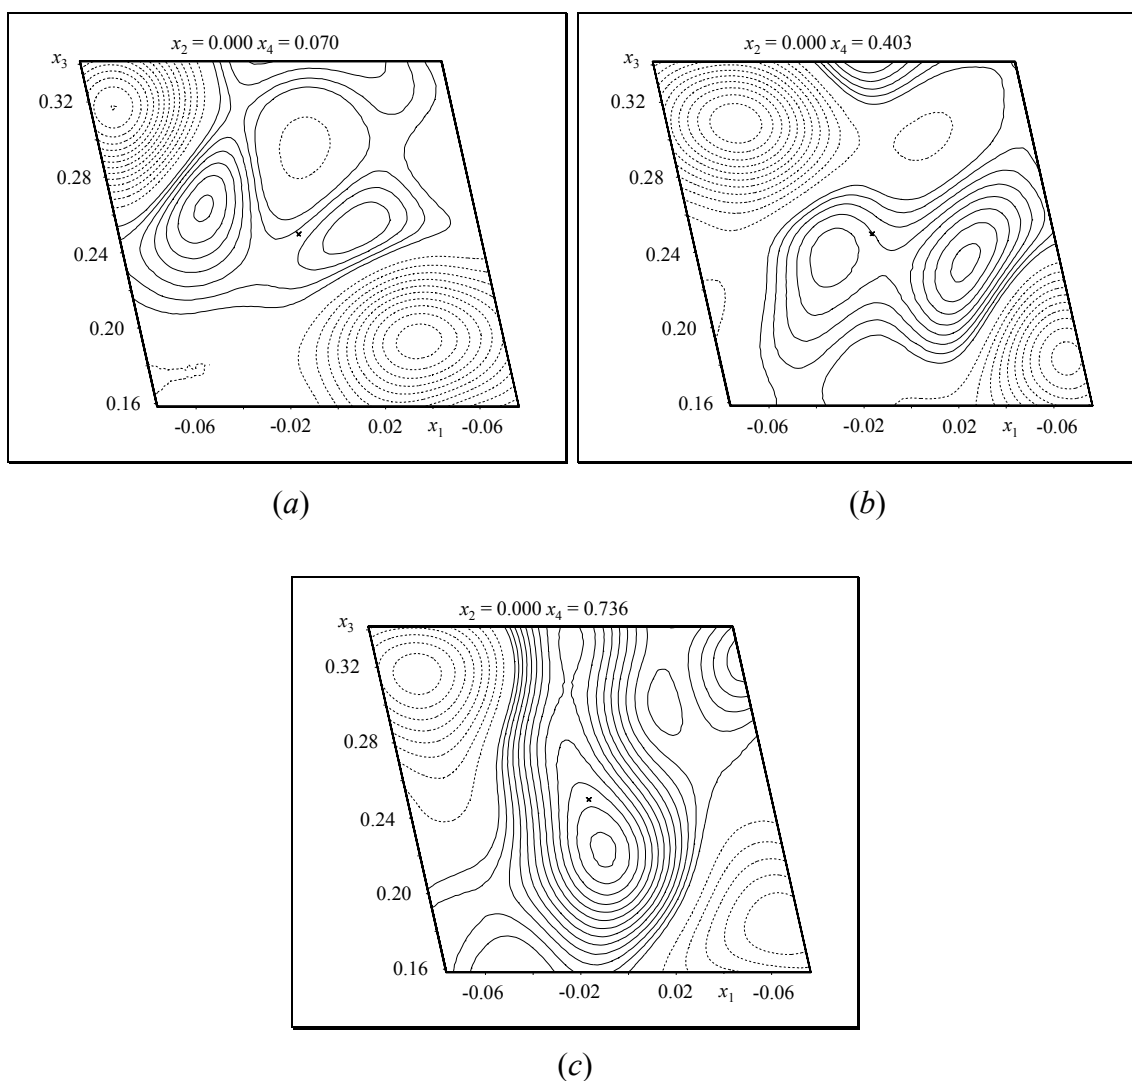 x₂ = 0.000 x₄ = 0.070
x₃
0.32
0.28
0.24
0.20
0.16
-0.06 -0.02 0.02 x₁ -0.06
(a)
x₂ = 0.000 x₄ = 0.403
x₃
0.32
0.28
0.24
0.20
0.16
-0.06 -0.02 0.02 x₁ -0.06
(b)
x₂ = 0.000 x₄ = 0.736
x₃
0.32
0.28
0.24
0.20
0.16
-0.06 -0.02 0.02 x₁ -0.06
(c)